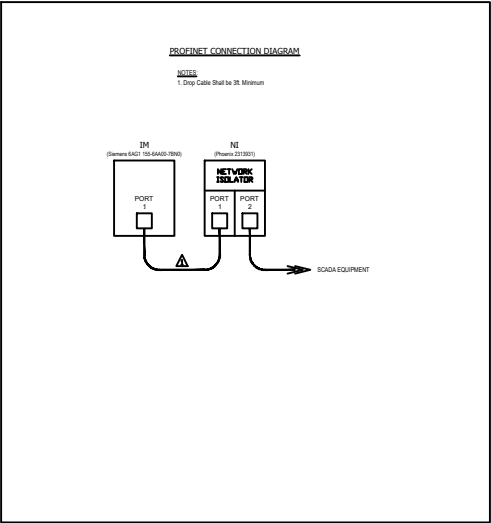 PROFINET CONNECTION DIAGRAM
NOTES:
1. Drop Cable Shall be 3ft. Minimum
IM
(Siemens 6AG1 155-6AA00-7BN0)
NI
(Phoenix 2313931)
NETWORK
ISOLATOR
PORT
1
PORT
1
PORT
2
1
SCADA EQUIPMENT